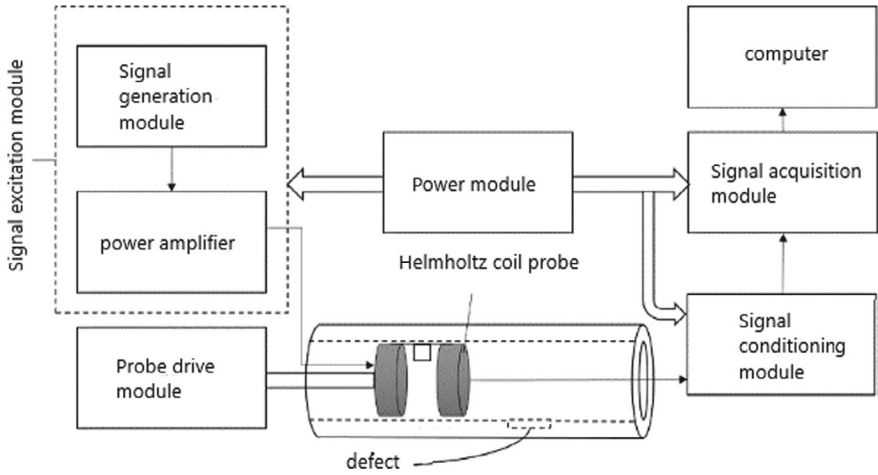 Signal excitation module
Signal
generation
module
power amplifier
Probe drive
module
Power module
Helmholtz coil probe
defect
computer
Signal acquisition
module
Signal
conditioning
module